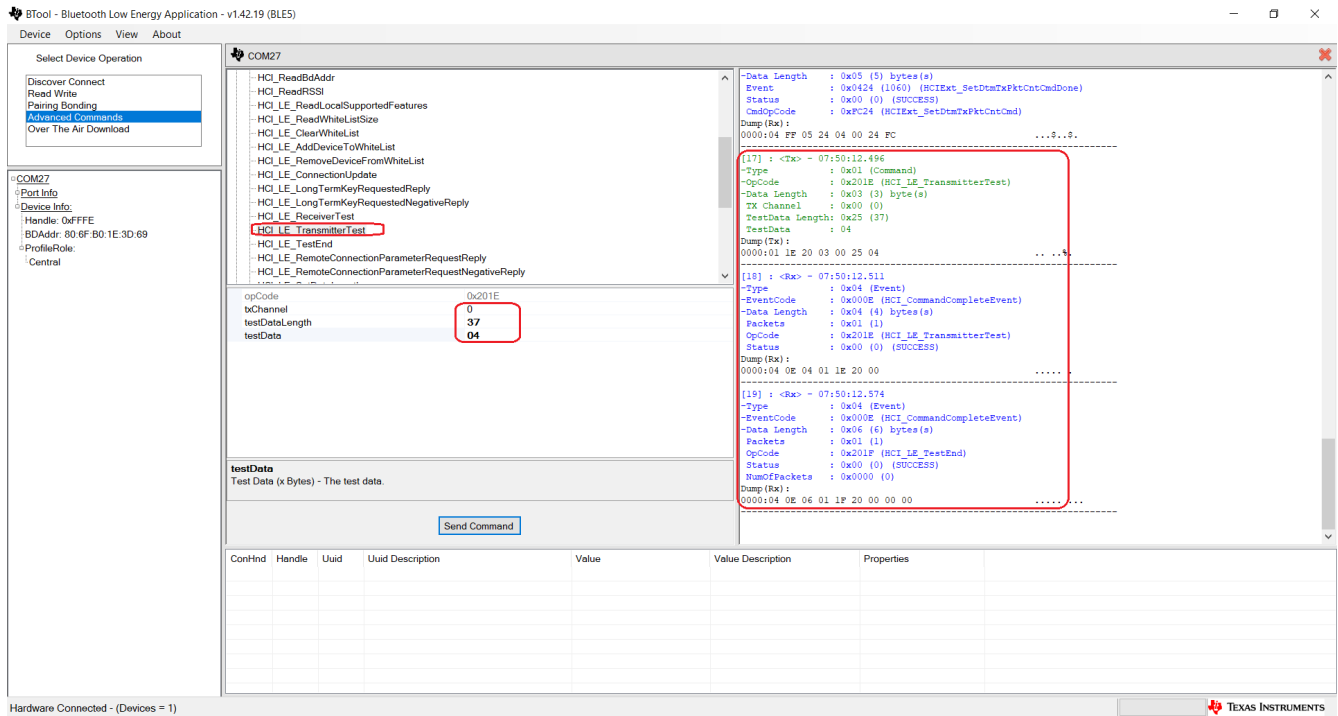 BTool - Bluetooth Low Energy Application - v1.42.19 (BLE5)
Device Options View About
Select Device Operation
Discover Connect
Read Write
Pairing Bonding
Advanced Commands
Over The Air Download
COM27
Port Info
Device Info:
Handle: 0xFFFE
BDAddr: 80:6F:B0:1E:3D:69
ProfileRole:
Central
COM27
HCI_ReadBdAddr
HCI_ReadRSSI
HCI_LE_ReadLocalSupportedFeatures
HCI_LE_ReadWhiteListSize
HCI_LE_ClearWhiteList
HCI_LE_AddDeviceToWhiteList
HCI_LE_RemoveDeviceFromWhiteList
HCI_LE_ConnectionUpdate
HCI_LE_LongTermKeyRequestedReply
HCI_LE_LongTermKeyRequestedNegativeReply
HCI_LE_ReceiverTest
HCI_LE_TransmitterTest
HCI_LE_TestEnd
HCI_LE_RemoteConnectionParameterRequestReply
HCI_LE_RemoteConnectionParameterRequestNegativeReply
opCode 0x201E
txChannel 0
testDataLength 37
testData 04
testData
Test Data (x Bytes) - The test data.
Send Command
-Data Length : 0x05 (5) bytes(s)
Event : 0x0424 (1060) (HCIExt_SetDtmTxPktCntCmdDone)
Status : 0x00 (0) (SUCCESS)
CmdOpCode : 0xFC24 (HCIExt_SetDtmTxPktCntCmd)
Dump(Rx):
0000:04 FF 05 24 04 00 24 FC ...$..$.
[17] : <Tx> - 07:50:12.496
-Type : 0x01 (Command)
-OpCode : 0x201E (HCI_LE_TransmitterTest)
-Data Length : 0x03 (3) byte(s)
TX Channel : 0x00 (0)
TestData Length: 0x25 (37)
TestData : 04
Dump(Tx):
0000:01 1E 20 03 00 25 04 .. ..%.
[18] : <Rx> - 07:50:12.511
-Type : 0x04 (Event)
-EventCode : 0x000E (HCI_CommandCompleteEvent)
-Data Length : 0x04 (4) bytes(s)
Packets : 0x01 (1)
OpCode : 0x201E (HCI_LE_TransmitterTest)
Status : 0x00 (0) (SUCCESS)
Dump(Rx):
0000:04 0E 04 01 1E 20 00 ..... .
[19] : <Rx> - 07:50:12.574
-Type : 0x04 (Event)
-EventCode : 0x000E (HCI_CommandCompleteEvent)
-Data Length : 0x06 (6) bytes(s)
Packets : 0x01 (1)
OpCode : 0x201F (HCI_LE_TestEnd)
Status : 0x00 (0) (SUCCESS)
NumOfPackets : 0x0000 (0)
Dump(Rx):
0000:04 0E 06 01 1F 20 00 00 00 ..... ...
ConHnd Handle Uuid Uuid Description Value Value Description Properties
Hardware Connected - (Devices = 1)
TEXAS INSTRUMENTS